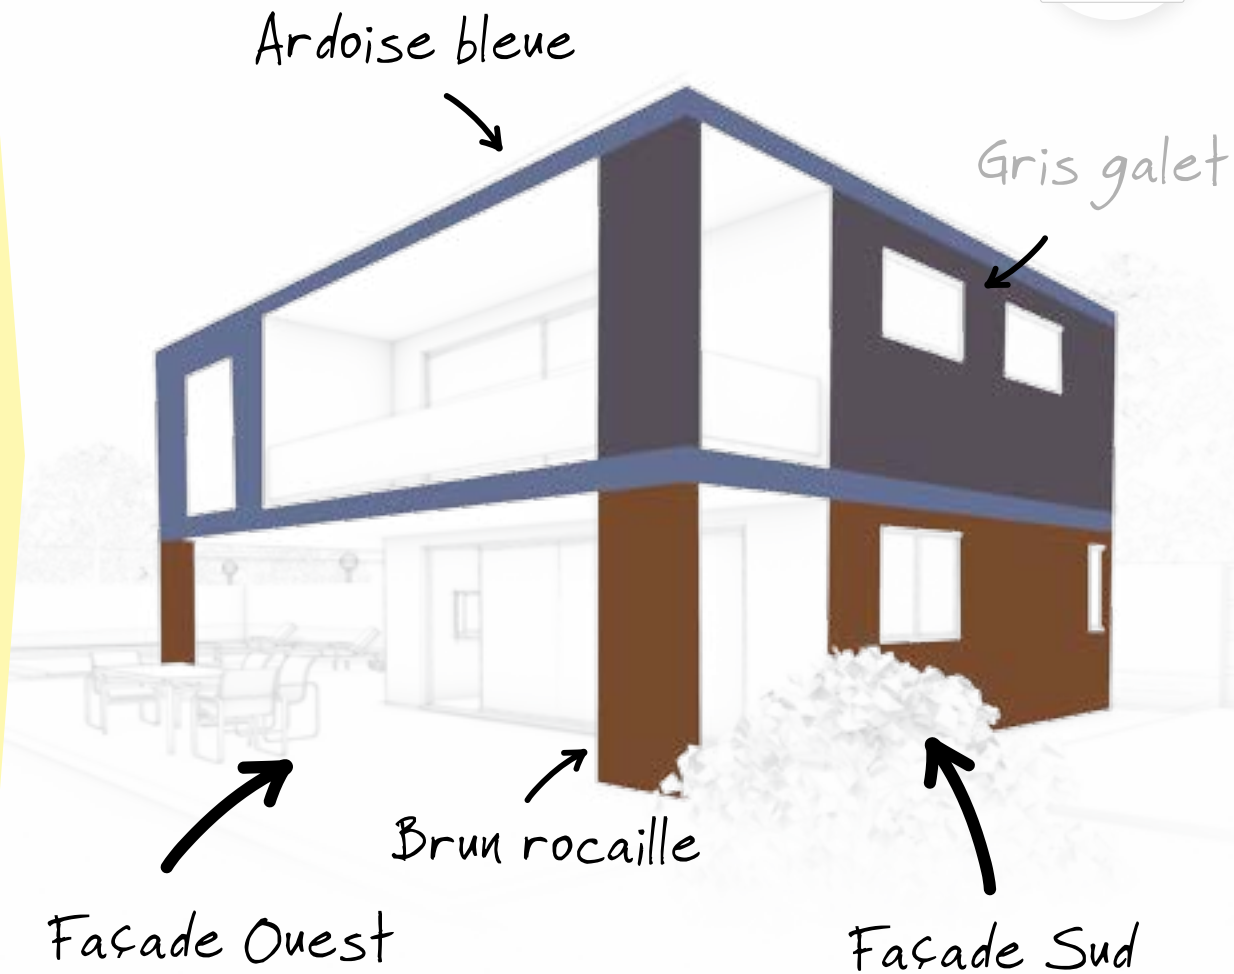 Ardoise bleue
Gris galet
Brun rocaille
Façade Ouest
Façade Sud